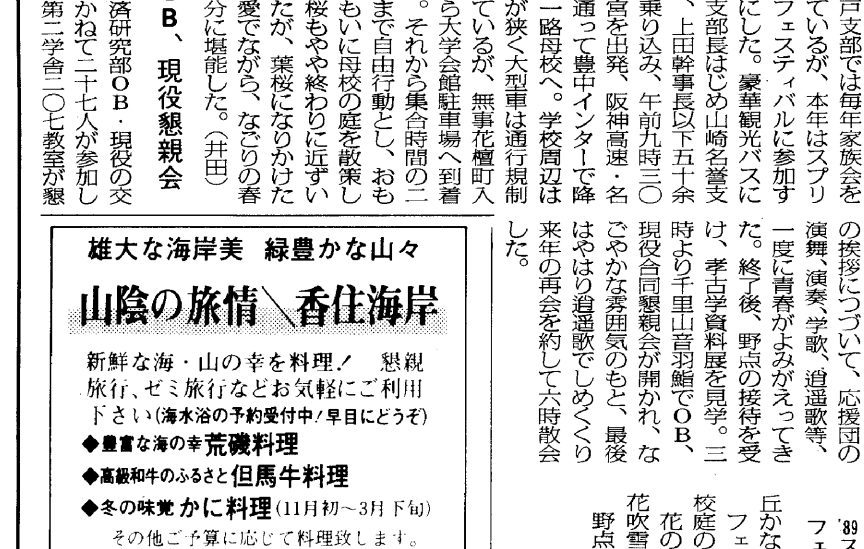 戸支部では毎年家族会を
ているが、本年はスプリ
フェスティバルに参加す
にした。豪華観光バスに
支部長はじめ山崎名誉支
、上田幹事長以下五十余
乗り込み、午前九時三〇
宮を出発、阪神高速・名
通って豊中インターで降
一路母校へ。学校周辺は
が狭く大型車は通行規制
ているが、無事花壇町入
ら大学会館駐車場へ到着
。それから集合時間の二
まで自由行動とし、おも
もいに母校の庭を散策し
桜もやや終わりに近ずい
たが、葉桜になりかけた
愛でながら、なごりの春
分に堪能した。（井田）
B、現役懇親会
済研究部OB・現役の交
かねて二十七人が参加し
第二学舎二〇七教室が懇
の挨拶につづいて、応援団の
演舞、演奏、学歌、逍遥歌等、
一度に青春がよみがえってき
た。終了後、野点の接待を受
け、考古学資料展を見学。三
時より千里山音羽鮨でOB、
現役合同懇親会が開かれ、な
ごやかな雰囲気のもと、最後
はやはり逍遥歌でしめくくり
来年の再会を約して六時散会
した。
'89ス
フェ
丘かな
フェ
校庭の
花の
花吹雪
野点
雄大な海岸美 緑豊かな山々
山陰の旅情＼香住海岸
新鮮な海・山の幸を料理！ 懇親
旅行、ゼミ旅行などお気軽にご利用
下さい(海水浴の予約受付中！早目にどうぞ)
◆豊富な海の幸荒磯料理
◆高級和牛のふるさと但馬牛料理
◆冬の味覚かに料理(11月初〜3月下旬)
その他ご予算に応じて料理致します。